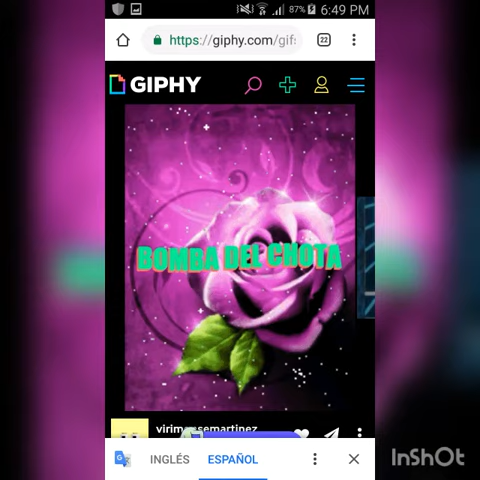 87% 6:49 PM
https://giphy.com/gif
22
GIPHY
BOMBA DEL CHOTA
INGLÉS ESPAÑOL
InShOt